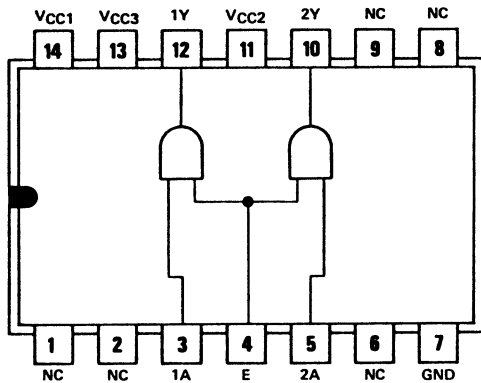 VCC1 VCC3 1Y VCC2 2Y NC NC
14 13 12 11 10 9 8
1 2 3 4 5 6 7
NC NC 1A E 2A NC GND